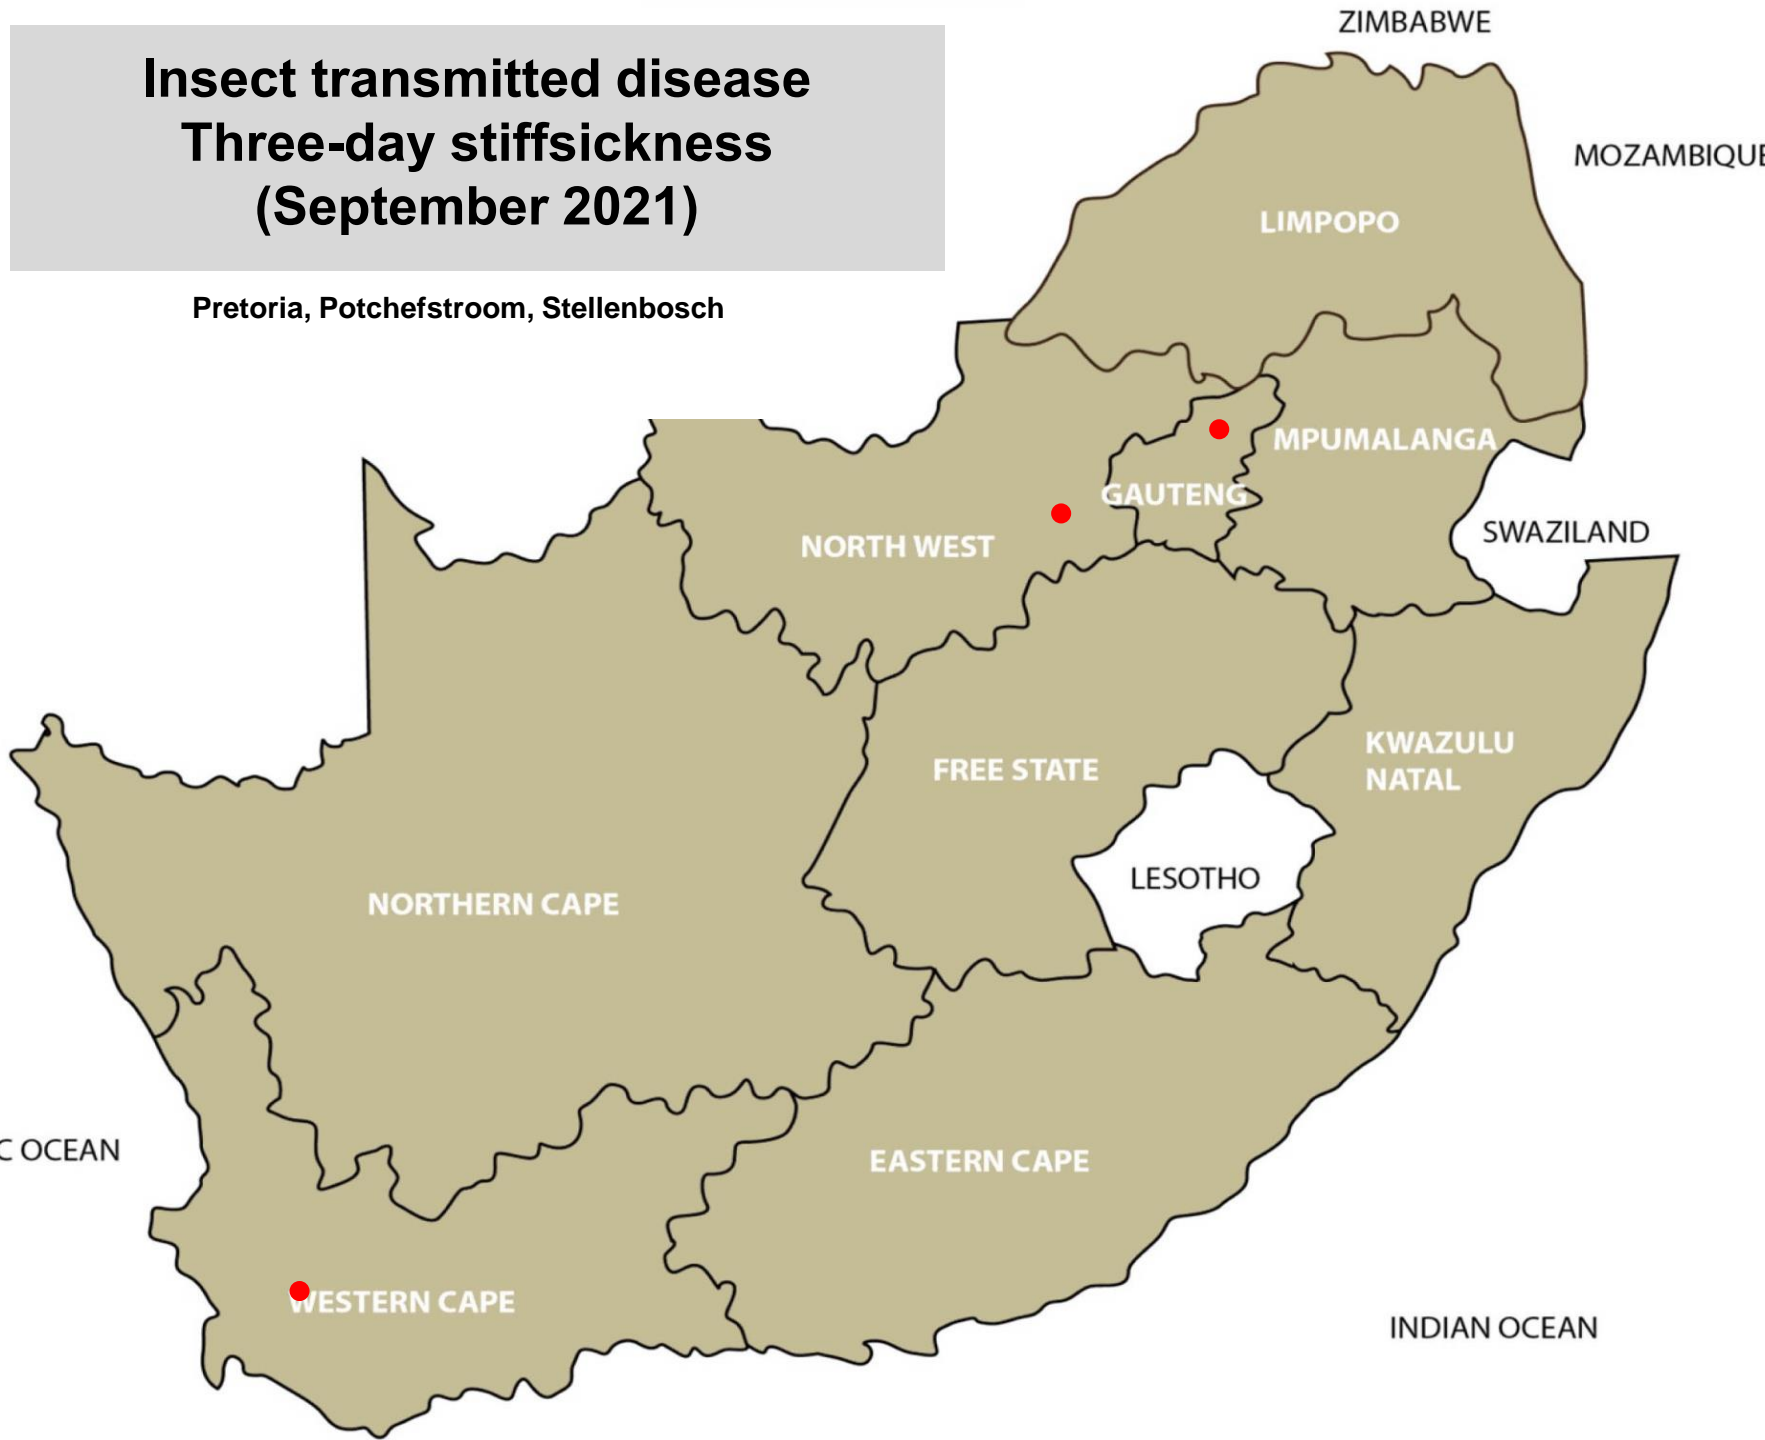 Insect transmitted disease
Three-day stiffsickness
(September 2021)
Pretoria, Potchefstroom, Stellenbosch
ZIMBABWE
MOZAMBIQUE
LIMPOPO
MPUMALANGA
GAUTENG
SWAZILAND
NORTH WEST
KWAZULU
NATAL
FREE STATE
LESOTHO
NORTHERN CAPE
C OCEAN
EASTERN CAPE
WESTERN CAPE
INDIAN OCEAN